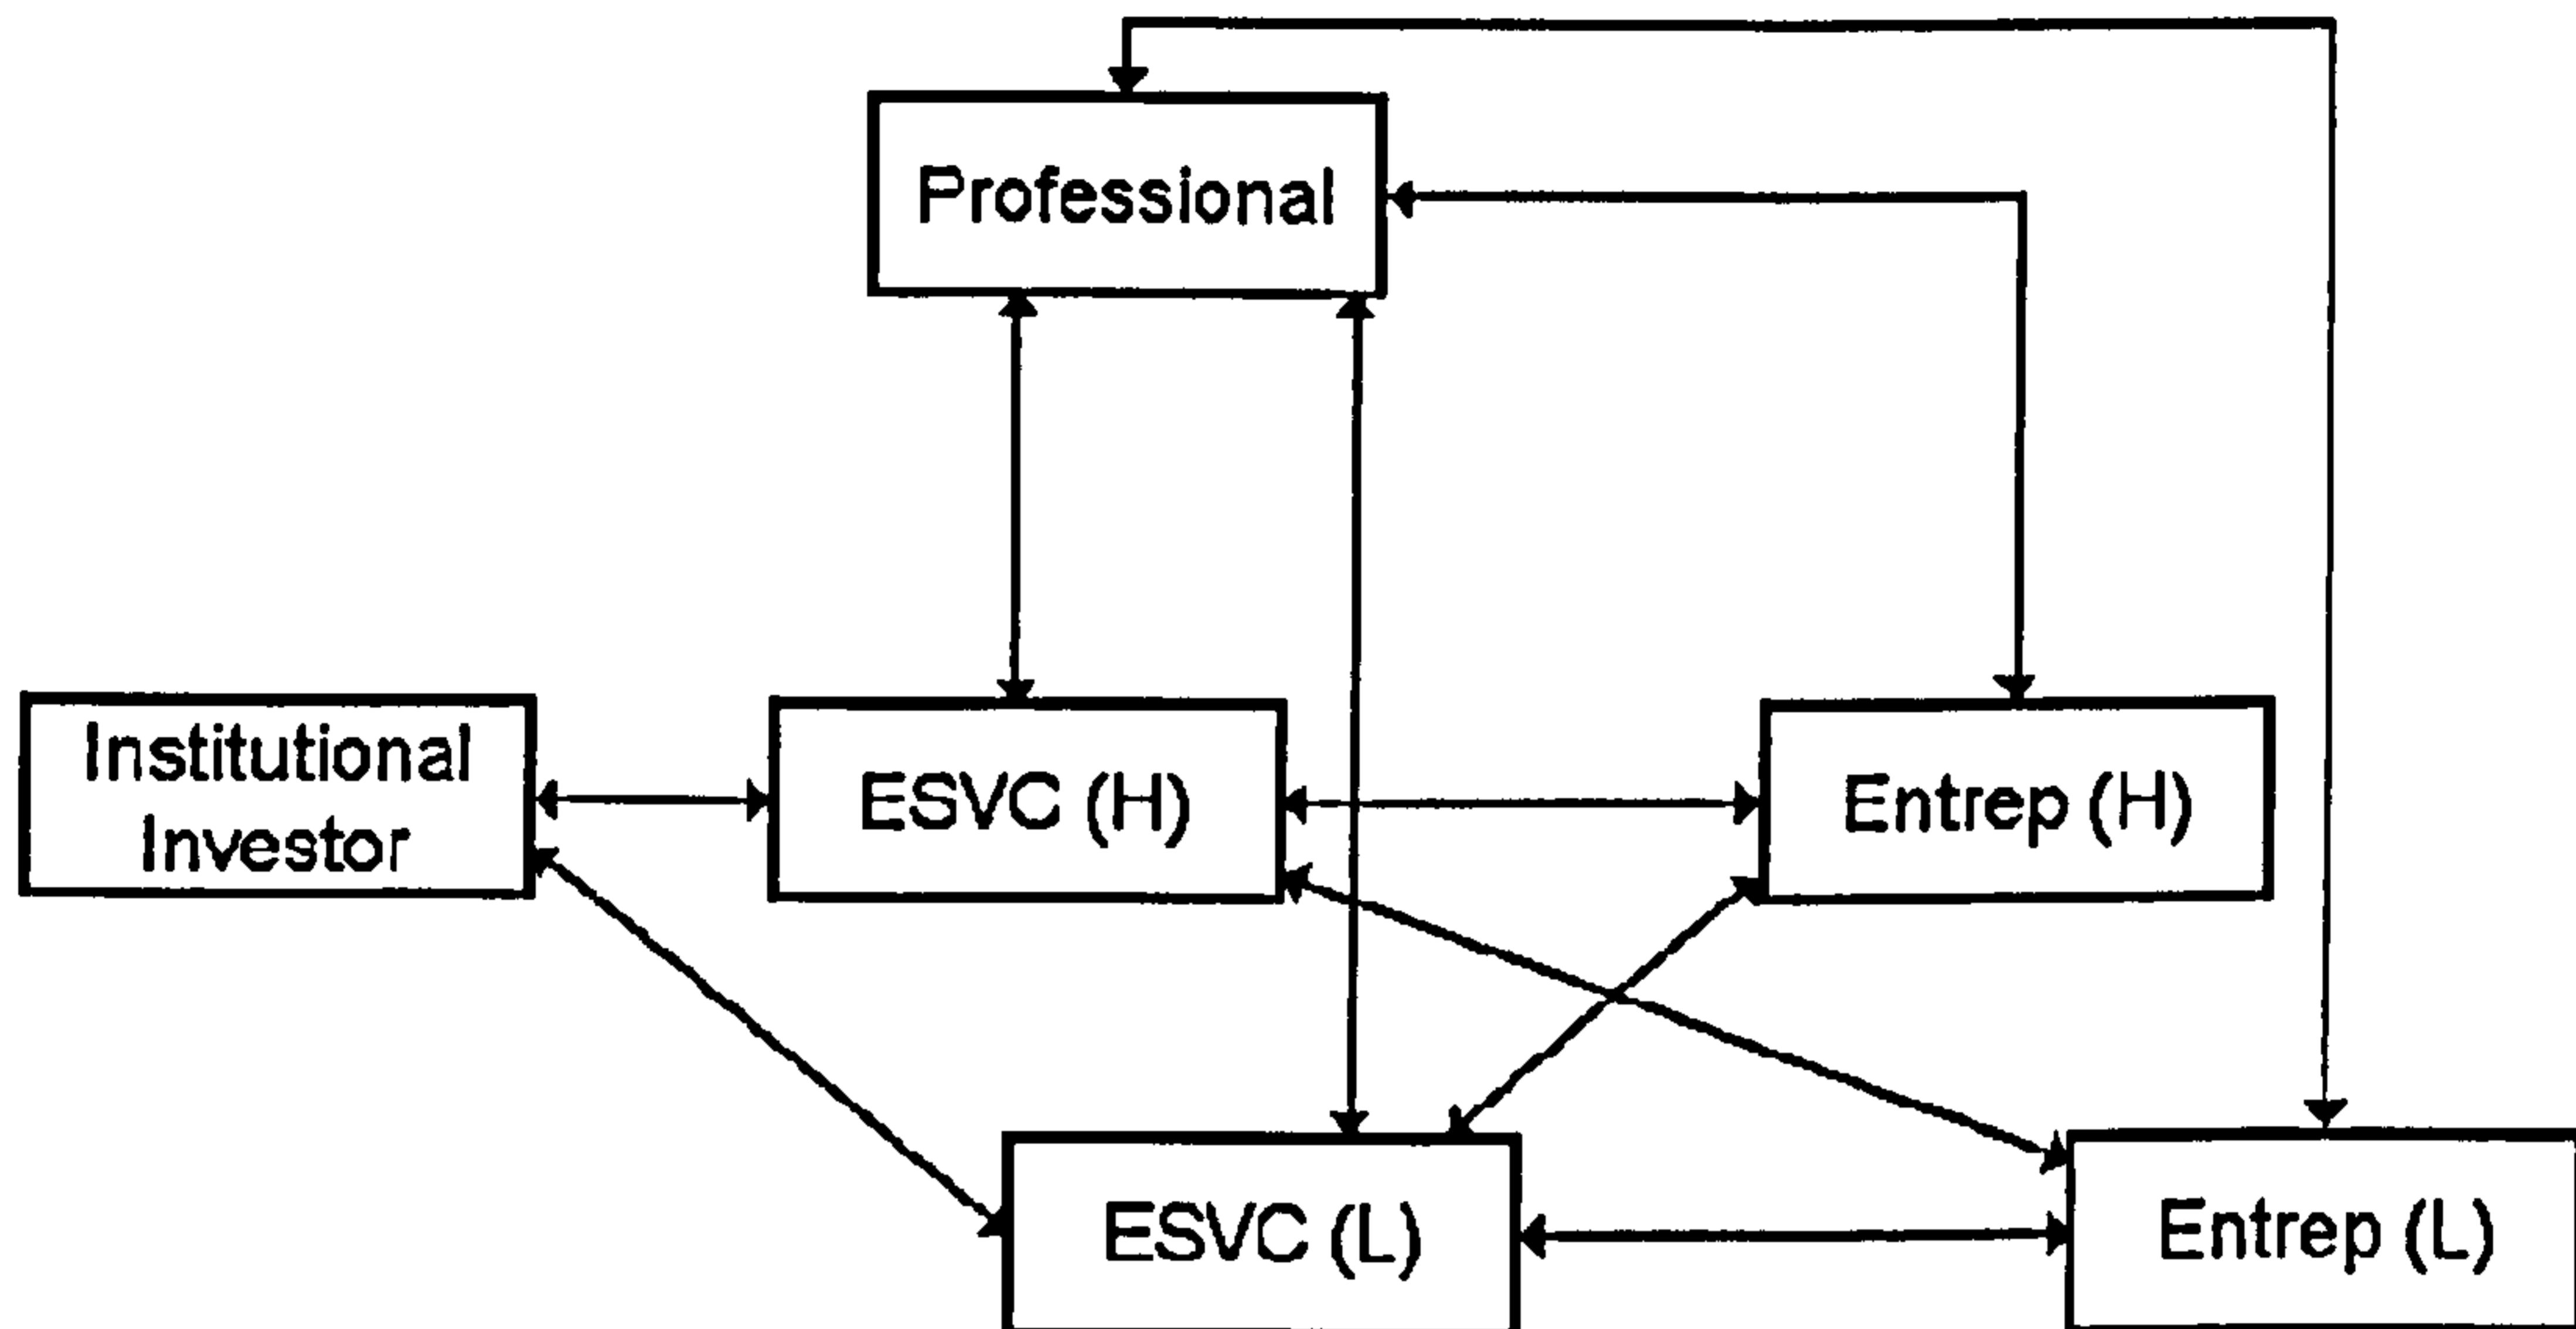 Professional
Institutional
Investor
ESVC (H)
Entrep (H)
ESVC (L)
Entrep (L)